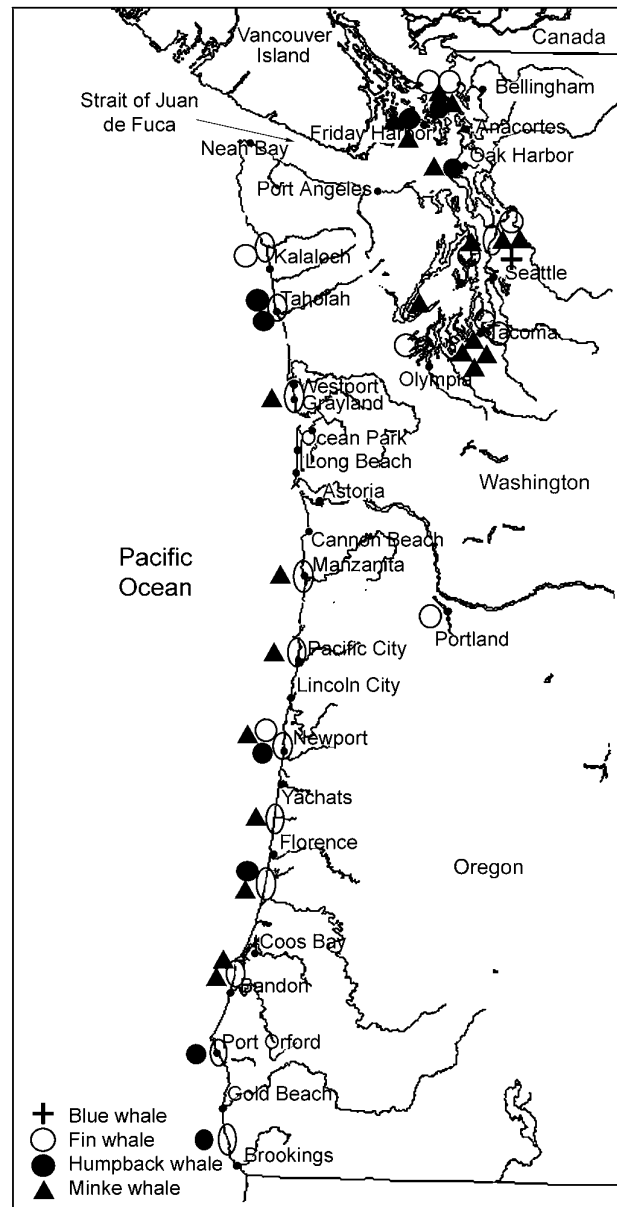 Vancouver
Island
Canada
Bellingham
Strait of Juan
de Fuca
Friday Harbor
Anacortes
Neah Bay
Oak Harbor
Port Angeles
Kalaloch
Seattle
Taholah
Tacoma
Olympia
Westport
Grayland
Ocean Park
Long Beach
Washington
Astoria
Cannon Beach
Pacific
Ocean
Manzanita
Portland
Pacific City
Lincoln City
Newport
Yachats
Florence
Oregon
Coos Bay
Bandon
Port Orford
Gold Beach
Brookings
Blue whale
Fin whale
Humpback whale
Minke whale